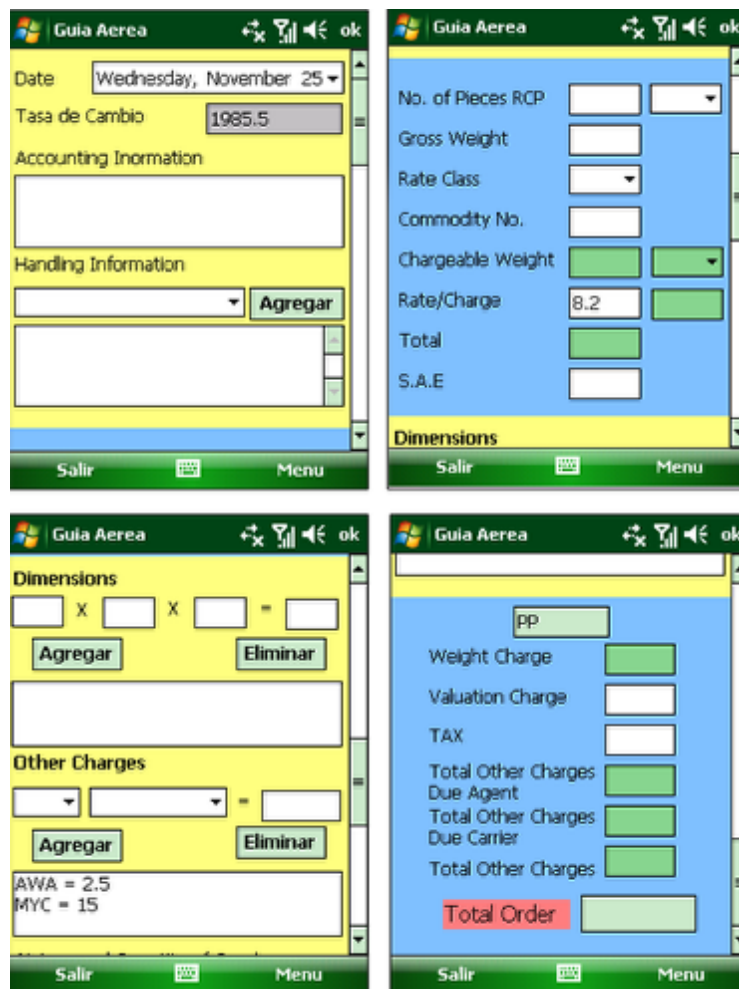 Guia Aerea ok
Date Wednesday, November 25
Tasa de Cambio 1985.5
Accounting Inormation
Handling Information
Agregar
Salir Menu
Guia Aerea ok
No. of Pieces RCP
Gross Weight
Rate Class
Commodity No.
Chargeable Weight
Rate/Charge 8.2
Total
S.A.E
Dimensions
Salir Menu
Guia Aerea ok
Dimensions
X X =
Agregar Eliminar
Other Charges
=
Agregar Eliminar
AWA = 2.5
MYC = 15
Salir Menu
Guia Aerea ok
PP
Weight Charge
Valuation Charge
TAX
Total Other Charges
Due Agent
Total Other Charges
Due Carrier
Total Other Charges
Total Order
Salir Menu